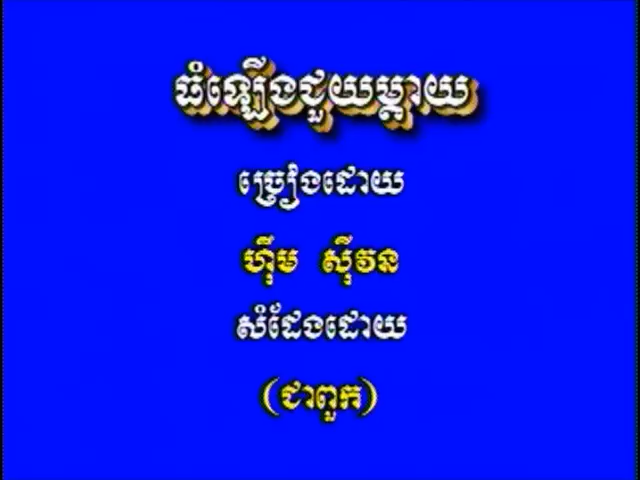 ធំឡើងជួយម្ដាយ
ច្រៀងដោយ
ហ៊ឹម ស៊ីវន
សំដែងដោយ
(ជាពួក)